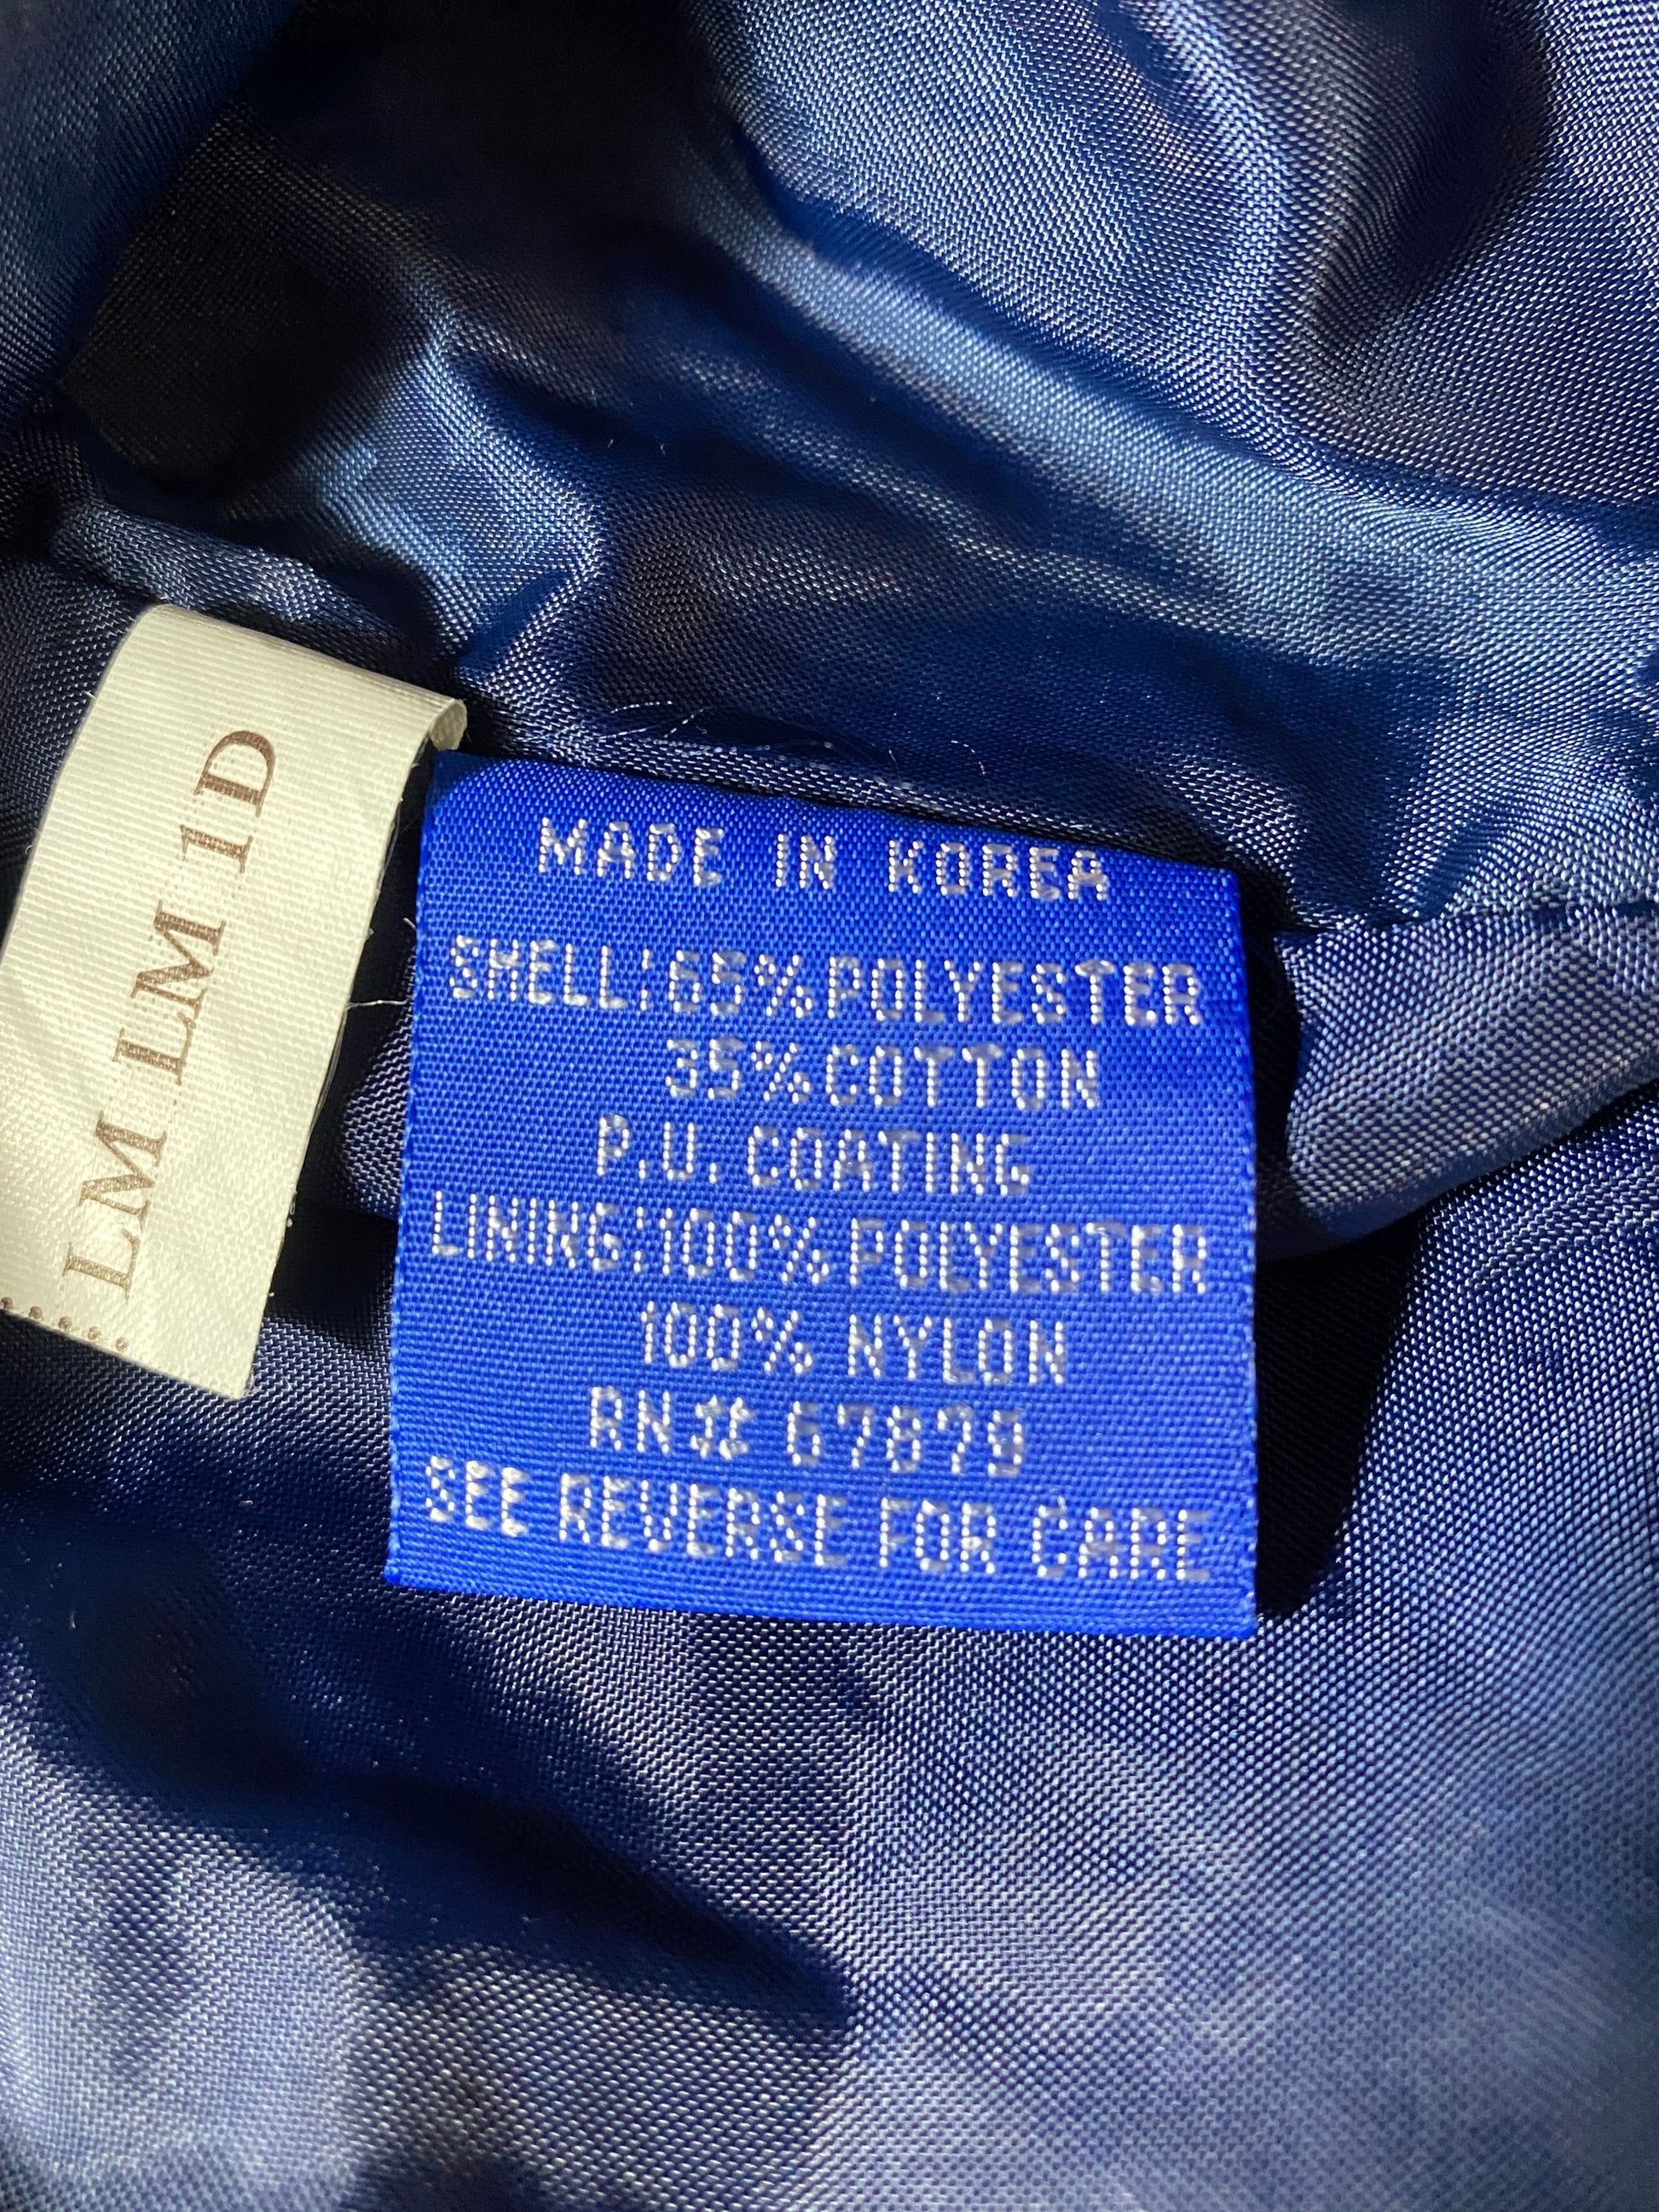 LM LM 1D
MADE IN KOREA
SHELL:65%POLYESTER
35%COTTON
P.U. COATING
LINING:100%POLYESTER
100% NYLON
RN# 67879
SEE REVERSE FOR CARE